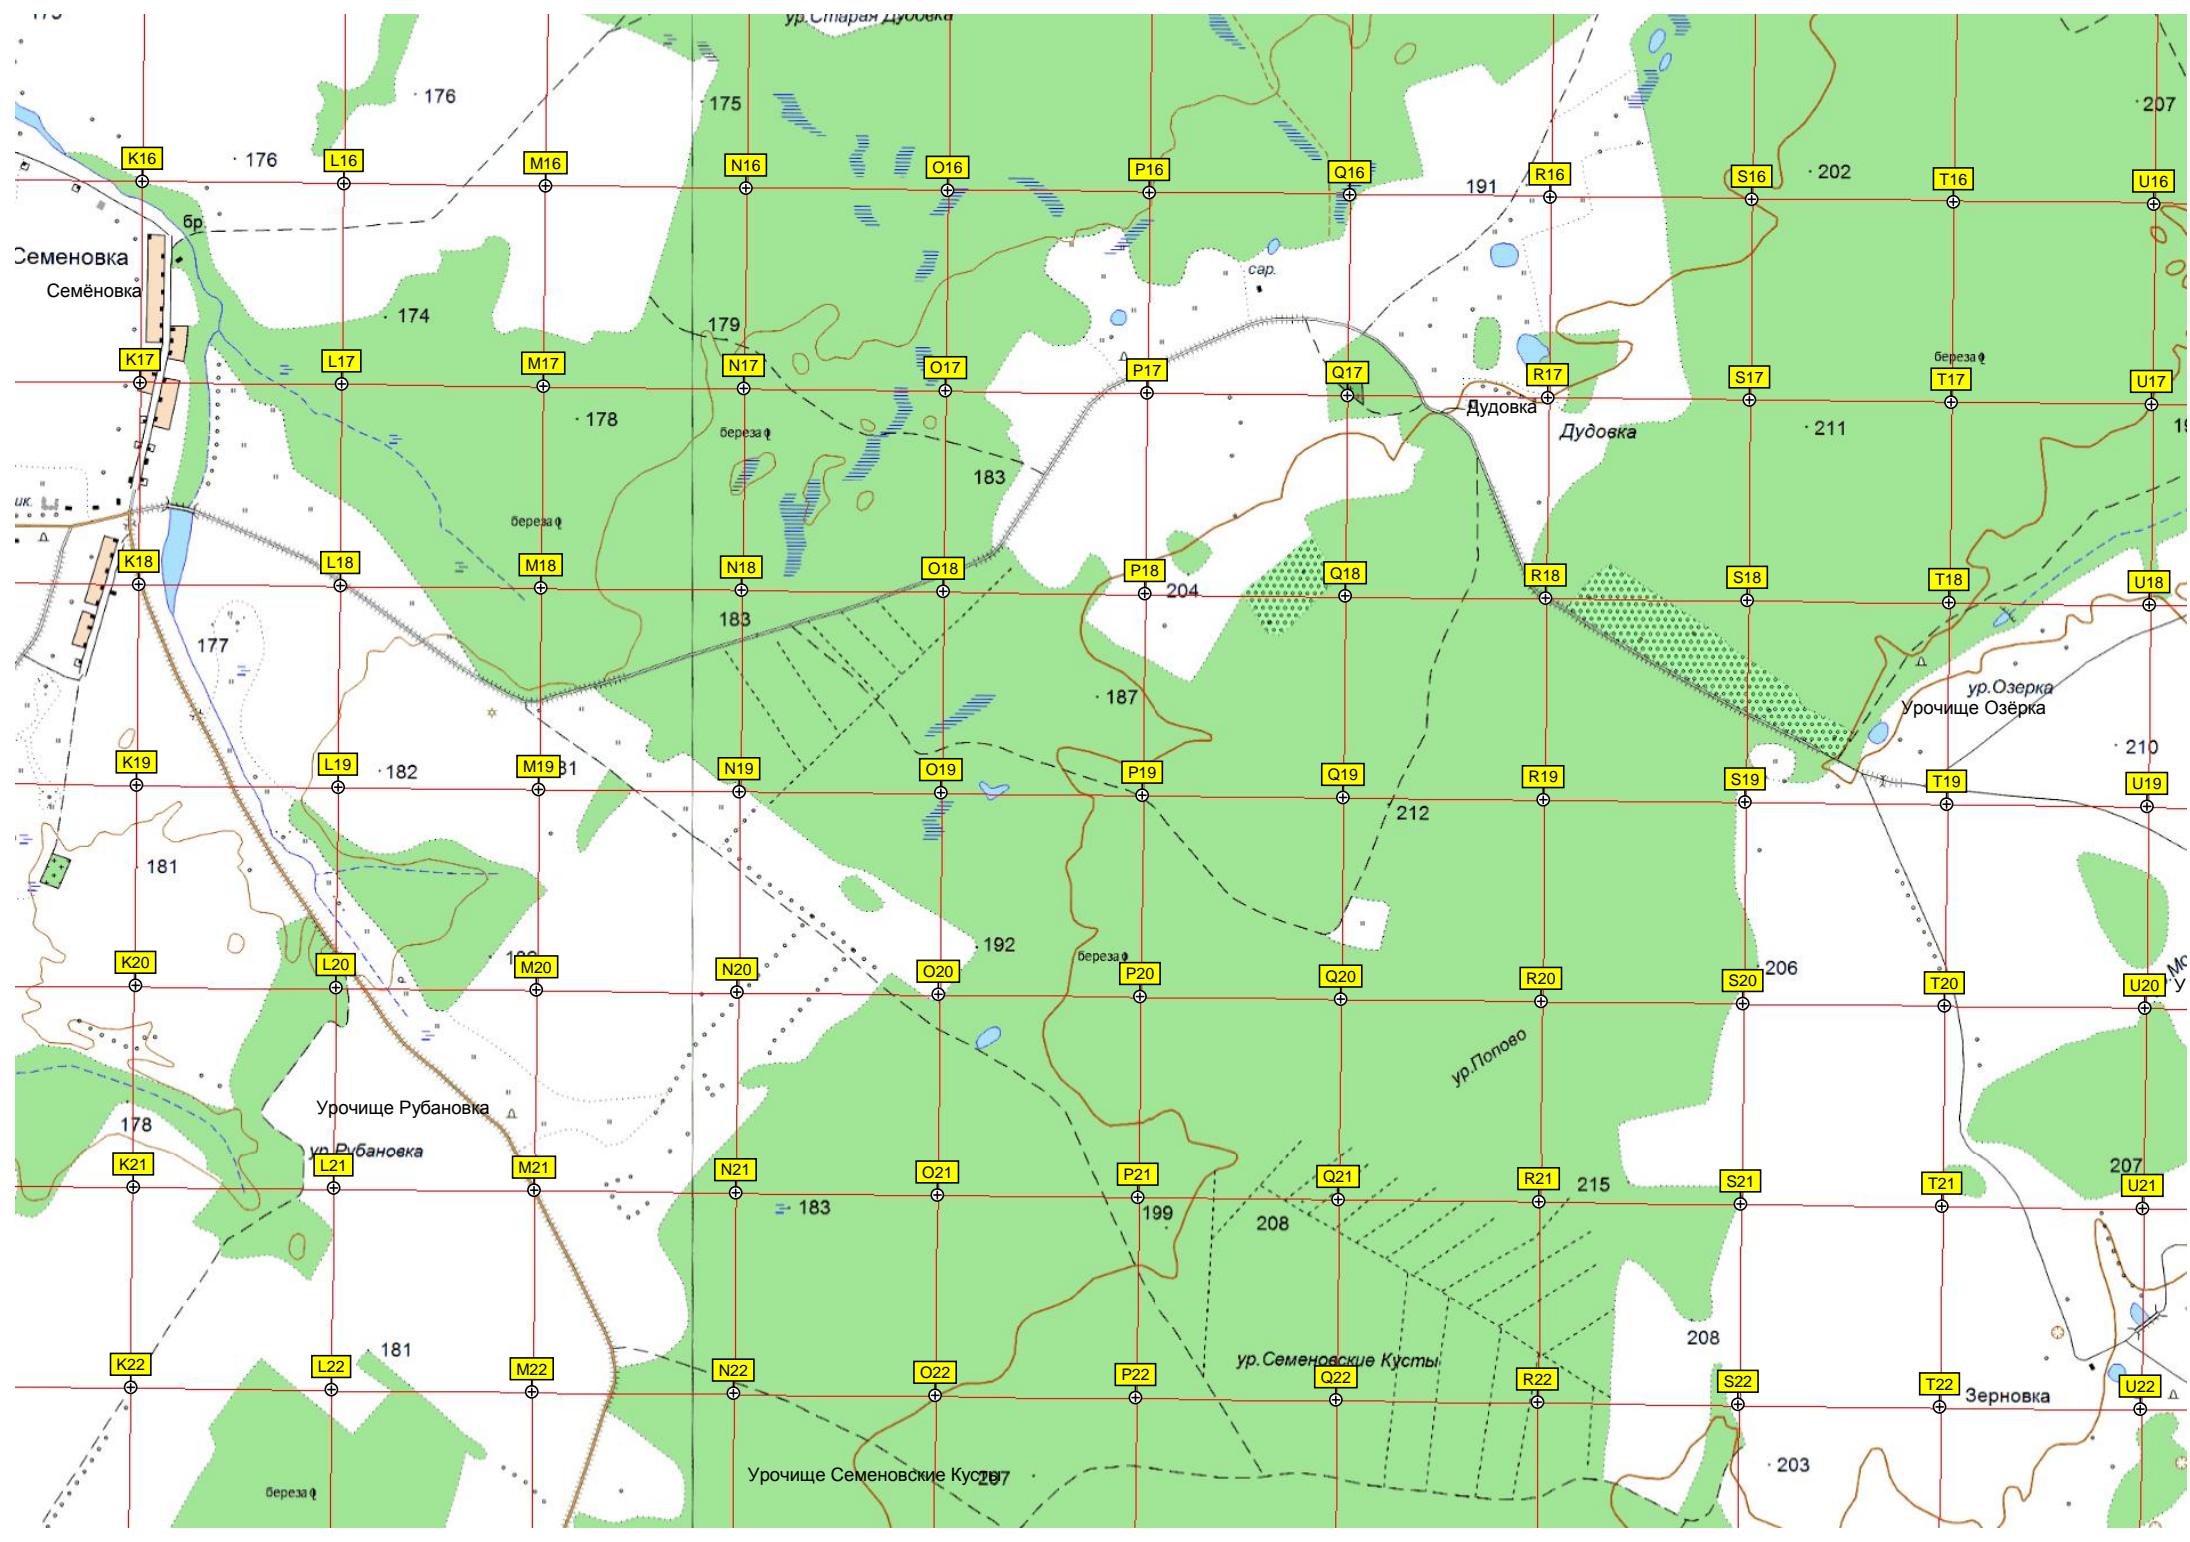 ур.Старая Дудовка
176
175
207
K16
176
L16
M16
N16
O16
P16
Q16
191
R16
S16
202
T16
U16
бр.
Семеновка
Семёновка
сар.
174
179
K17
L17
M17
N17
O17
P17
Q17
R17
S17
береза
T17
U17
178
береза
Дудовка
Дудовка
211
183
береза
K18
L18
M18
N18
O18
P18
204
Q18
R18
S18
T18
U18
183
177
187
ур.Озерка
Урочище Озёрка
210
K19
L19
182
M19
N19
O19
P19
Q19
R19
S19
T19
U19
212
181
192
береза
206
K20
L20
M20
N20
O20
P20
Q20
R20
S20
T20
U20
ур.Попово
Урочище Рубановка
178
ур.Рубановка
K21
L21
M21
N21
O21
P21
Q21
R21
215
S21
T21
207
U21
183
199
208
208
181
ур.Семеновские Кусты
K22
L22
M22
N22
O22
P22
Q22
R22
S22
T22
Зерновка
U22
Урочище Семеновские Кусты
207
203
береза